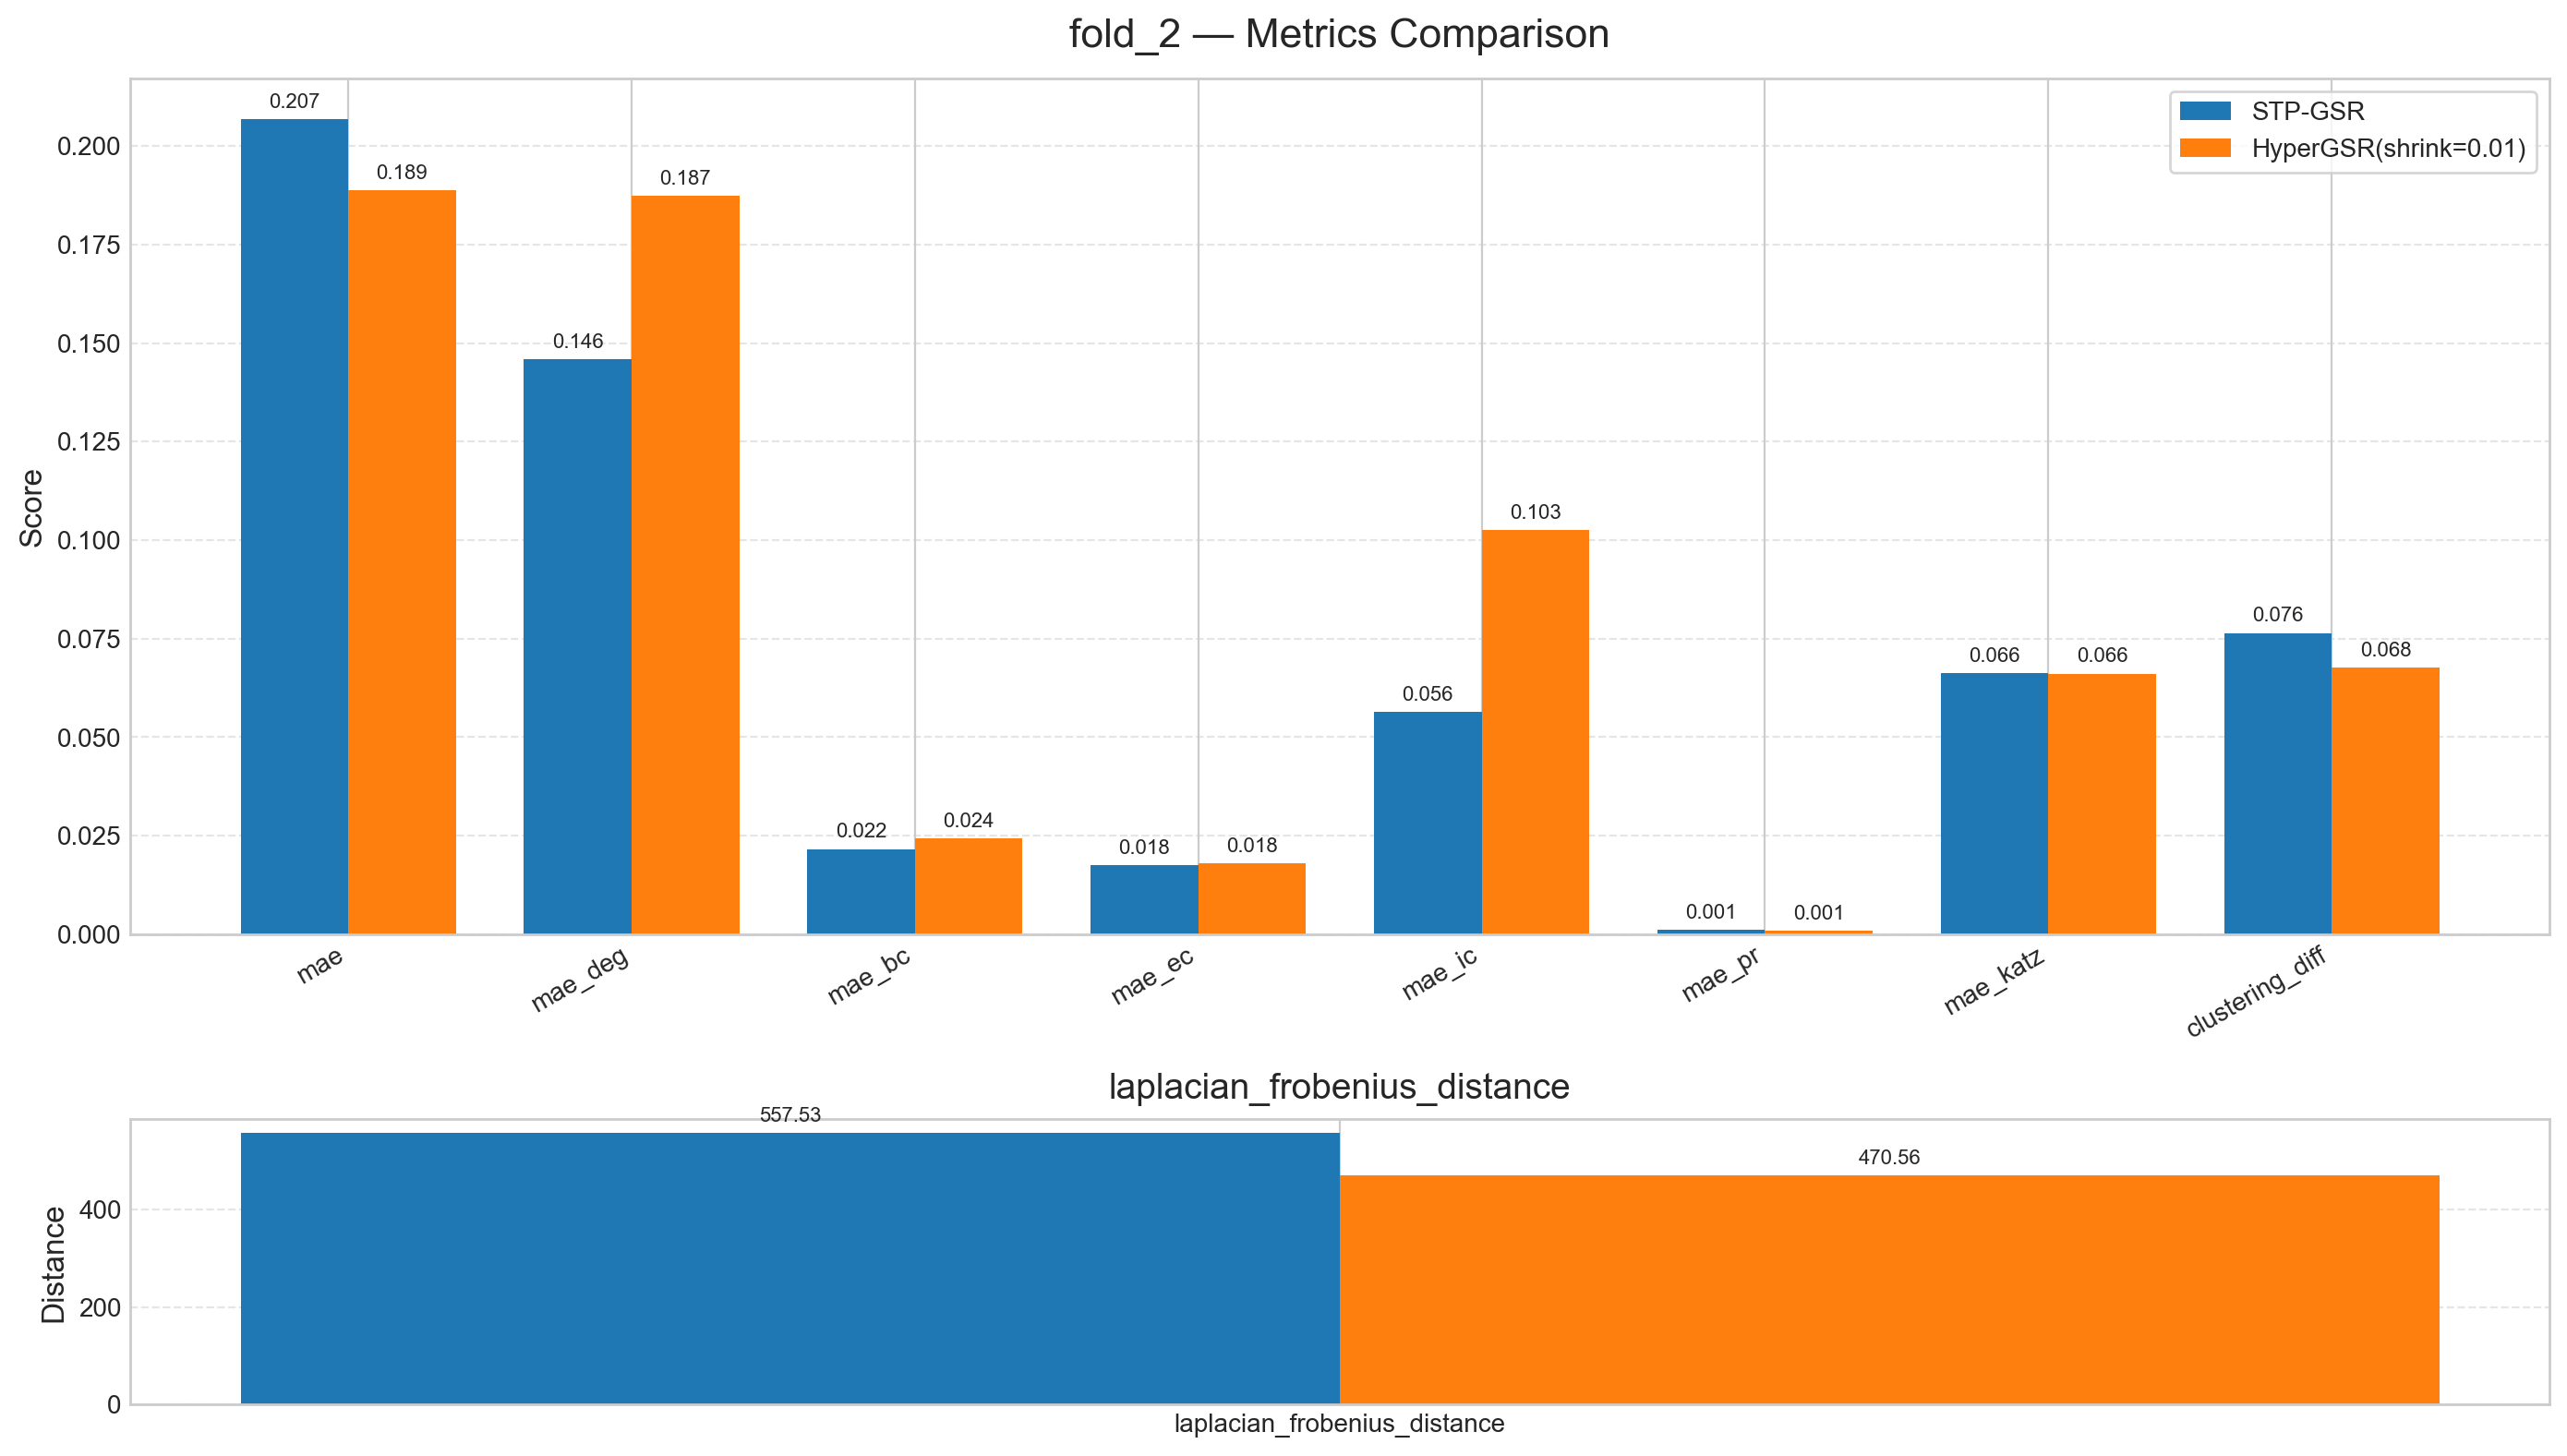 fold_2 — Metrics Comparison
STP-GSR
HyperGSR(shrink=0.01)
Score
0.200
0.175
0.150
0.125
0.100
0.075
0.050
0.025
0.000
0.207
0.189
0.146
0.187
0.022
0.024
0.018
0.018
0.056
0.103
0.001
0.001
0.066
0.066
0.076
0.068
mae
mae_deg
mae_bc
mae_ec
mae_ic
mae_pr
mae_katz
clustering_diff
laplacian_frobenius_distance
Distance
400
200
0
557.53
470.56
laplacian_frobenius_distance